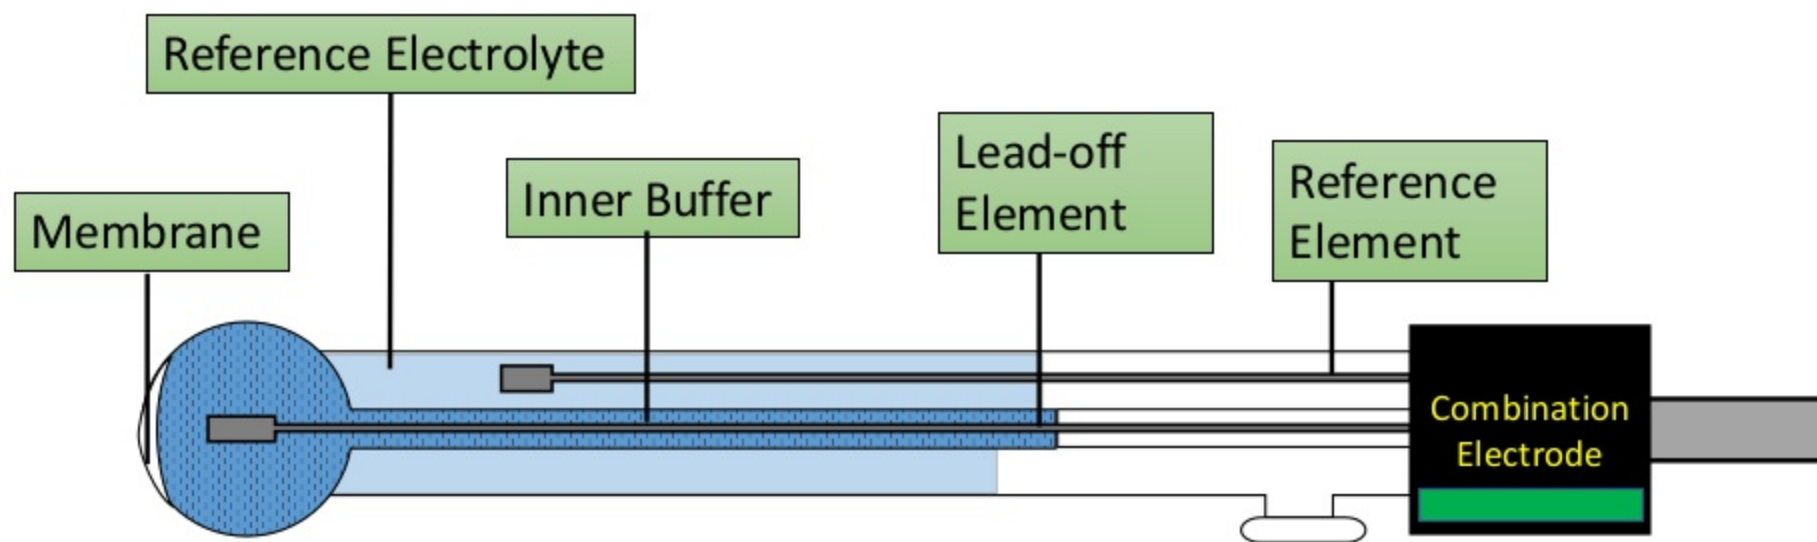 Reference Electrolyte
Membrane
Inner Buffer
Lead-off
Element
Reference
Element
Combination
Electrode